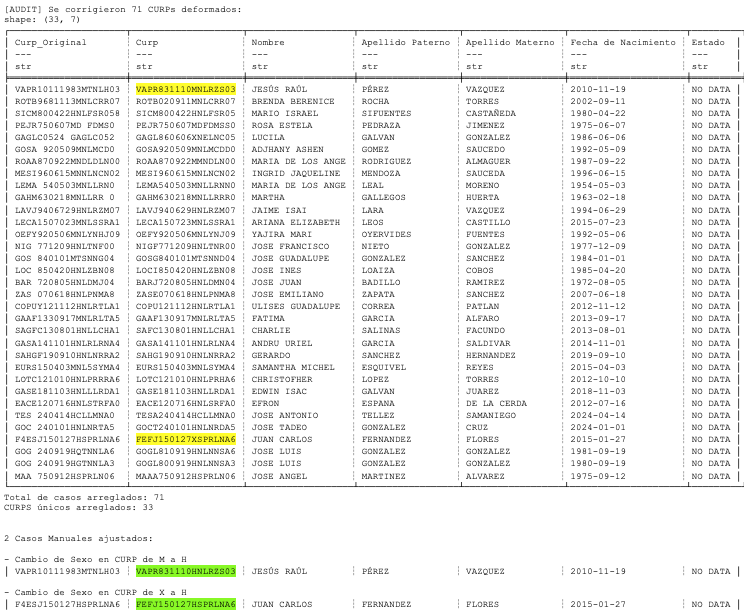 [AUDIT] Se corrigieron 71 CURPs deformados:
shape: (33, 7)
Curp_Original Curp Nombre Apellido Paterno Apellido Materno Fecha de Nacimiento Estado
--- --- --- --- --- --- ---
str str str str str str str
VAPR10111983MTNLH03 VAPR831110MNLRZS03 JESÚS RAÚL PÉREZ VAZQUEZ 2010-11-19 NO DATA
ROTB9681113MNLCRR07 ROTB020911MNLCRR07 BRENDA BERENICE ROCHA TORRES 2002-09-11 NO DATA
SICM800422HNLFSR058 SICM800422HNLFSR05 MARIO ISRAEL SIFUENTES CASTAÑEDA 1980-04-22 NO DATA
PEJR750607MD FDMS0 PEJR750607MDFDMSS0 ROSA ESTELA PEDRAZA JIMENEZ 1975-06-07 NO DATA
GAGLC0524 GAGLC052 GAGL860606XNELNC05 LUCILA GALVAN GONZALEZ 1986-06-06 NO DATA
GOSA 920509MNLMCD0 GOSA920509MNLMCDD0 ADJHANY ASHEN GOMEZ SAUCEDO 1992-05-09 NO DATA
ROAA870922MNDLDLN00 ROAA870922MMNDLN00 MARIA DE LOS ANGE RODRIGUEZ ALMAGUER 1987-09-22 NO DATA
MESI960615MNNLNCN02 MESI960615MNLNCN02 INGRID JAQUELINE MENDOZA SAUCEDA 1996-06-15 NO DATA
LEMA 540503MNLLRN0 LEMA540503MNLLRNN0 MARIA DE LOS ANGE LEAL MORENO 1954-05-03 NO DATA
GAHM630218MNLLRR 0 GAHM630218MNLLRRR0 MARTHA GALLEGOS HUERTA 1963-02-18 NO DATA
LAVJ9406729HNLRZM07 LAVJ940629HNLRZM07 JAIME ISAI LARA VAZQUEZ 1994-06-29 NO DATA
LECA1507023MNLSSRA1 LECA150723MNLSSRA1 ARIANA ELIZABETH LEOS CASTILLO 2015-07-23 NO DATA
OEFY920506MNLYNHJ09 OEFY920506MNLYNJ09 YAJIRA MARI OYERVIDES FUENTES 1992-05-06 NO DATA
NIG 771209HNLTNF00 NIGF771209HNLTNR00 JOSE FRANCISCO NIETO GONZALEZ 1977-12-09 NO DATA
GOS 840101MTSNNG04 GOSG840101MTSNND04 JOSE GUADALUPE GONZALEZ SANCHEZ 1984-01-01 NO DATA
LOC 850420HNLZBN08 LOCI850420HNLZBN08 JOSE INES LOAIZA COBOS 1985-04-20 NO DATA
BAR 720805HNLDMJ04 BARJ720805HNLDMN04 JOSE JUAN BADILLO RAMIREZ 1972-08-05 NO DATA
ZAS 070618HNLPNMA8 ZASE070618HNLPNMA8 JOSE EMILIANO ZAPATA SANCHEZ 2007-06-18 NO DATA
COPUY121112HNLRTLA1 COPU121112HNLRTLA1 ULISES GUADALUPE CORREA PATLAN 2012-11-12 NO DATA
GAAF1330917MNLRLTA5 GAAF130917MNLRLTA5 FATIMA GARCIA ALFARO 2013-09-17 NO DATA
SAGFC130801HNLLCHA1 SAFC130801HNLLCHA1 CHARLIE SALINAS FACUNDO 2013-08-01 NO DATA
GASA141101HNLRLRNA4 GASA141101HNLRLNA4 ANDRU URIEL GARCIA SALDIVAR 2014-11-01 NO DATA
SAHGF190910HNLNRRA2 SAHG190910HNLNRRA2 GERARDO SANCHEZ HERNANDEZ 2019-09-10 NO DATA
EURS150403MNL5SYMA4 EURS150403MNLSYMA4 SAMANTHA MICHEL ESQUIVEL REYES 2015-04-03 NO DATA
LOTC121010HNLPRRRA6 LOTC121010HNLPRHA6 CHRISTOFHER LOPEZ TORRES 2012-10-10 NO DATA
GASE181103HNLLLRDA1 GASE181103HNLLRDA1 EDWIN ISAC GALVAN JUAREZ 2018-11-03 NO DATA
EACE120716HNLSTRFA0 EACE120716HNLSRFA0 EFRON ESPANA DE LA CERDA 2012-07-16 NO DATA
TES 240414HCLLMNA0 TESA240414HCLLMNA0 JOSE ANTONIO TELLEZ SAMANIEGO 2024-04-14 NO DATA
GOC 240101HNLNRTA5 GOCT240101HNLNRDA5 JOSE TADEO GONZALEZ CRUZ 2024-01-01 NO DATA
F4ESJ150127HSPRLNA6 FEFJ150127XSPRLNA6 JUAN CARLOS FERNANDEZ FLORES 2015-01-27 NO DATA
GOG 240919HQTNNLA6 GOGL810919HNLNNSA6 JOSE LUIS GONZALEZ GONZALEZ 1981-09-19 NO DATA
GOG 240919HGTNNLA3 GOGL800919HNLNNSA3 JOSE LUIS GONZALEZ GONZALEZ 1980-09-19 NO DATA
MAA 750912HSPRLN06 MAAA750912HSPRLN06 JOSE ANGEL MARTINEZ ALVAREZ 1975-09-12 NO DATA
Total de casos arreglados: 71
CURPS únicos arreglados: 33
2 Casos Manuales ajustados:
- Cambio de Sexo en CURP de M a H
VAPR10111983MTNLH03 VAPR831110HNLRZS03 JESÚS RAÚL PÉREZ VAZQUEZ 2010-11-19 NO DATA
- Cambio de Sexo en CURP de X a H
F4ESJ150127HSPRLNA6 FEFJ150127HSPRLNA6 JUAN CARLOS FERNANDEZ FLORES 2015-01-27 NO DATA